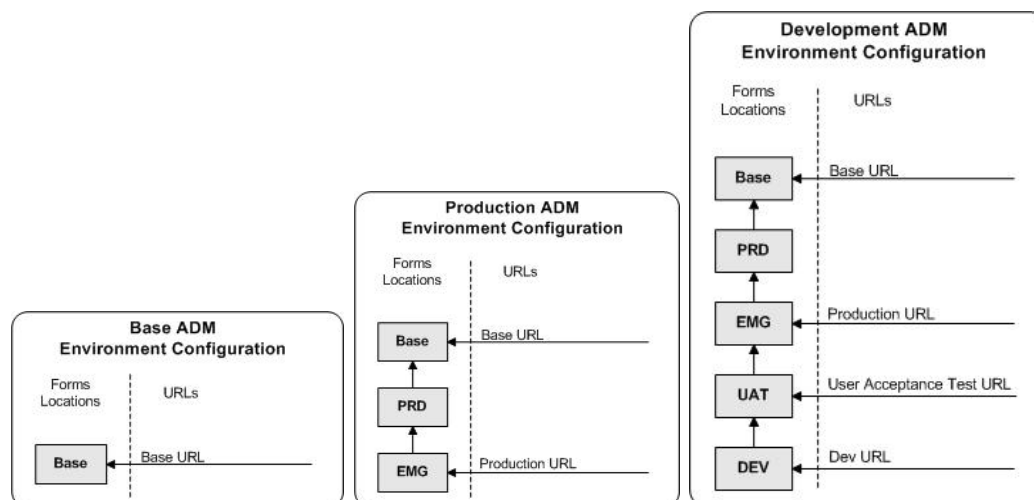 Base ADM
Environment Configuration
Forms
Locations
URLs
Base
Base URL
Production ADM
Environment Configuration
Forms
Locations
URLs
Base
Base URL
PRD
EMG
Production URL
Development ADM
Environment Configuration
Forms
Locations
URLs
Base
Base URL
PRD
EMG
Production URL
UAT
User Acceptance Test URL
DEV
Dev URL